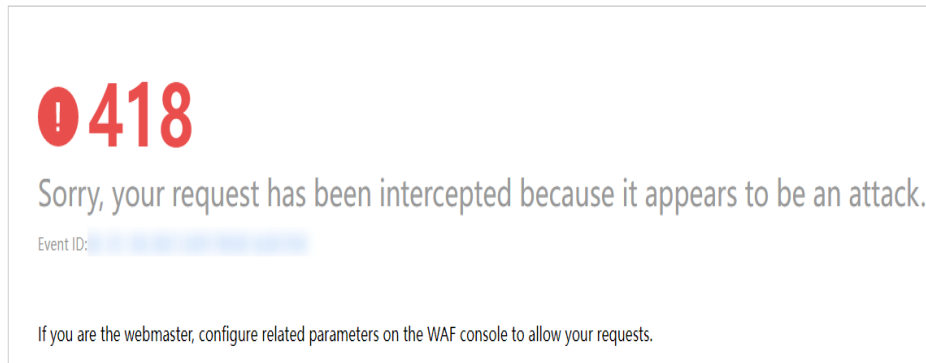 ! 418
Sorry, your request has been intercepted because it appears to be an attack.
Event ID:
If you are the webmaster, configure related parameters on the WAF console to allow your requests.